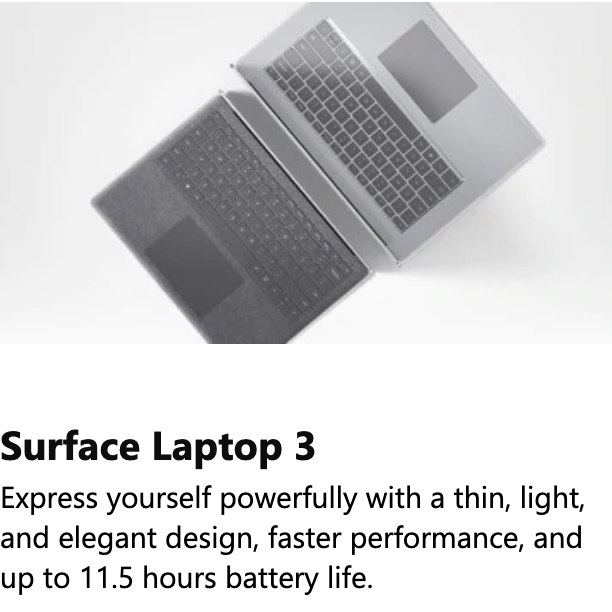 Surface Laptop 3
Express yourself powerfully with a thin, light,
and elegant design, faster performance, and
up to 11.5 hours battery life.